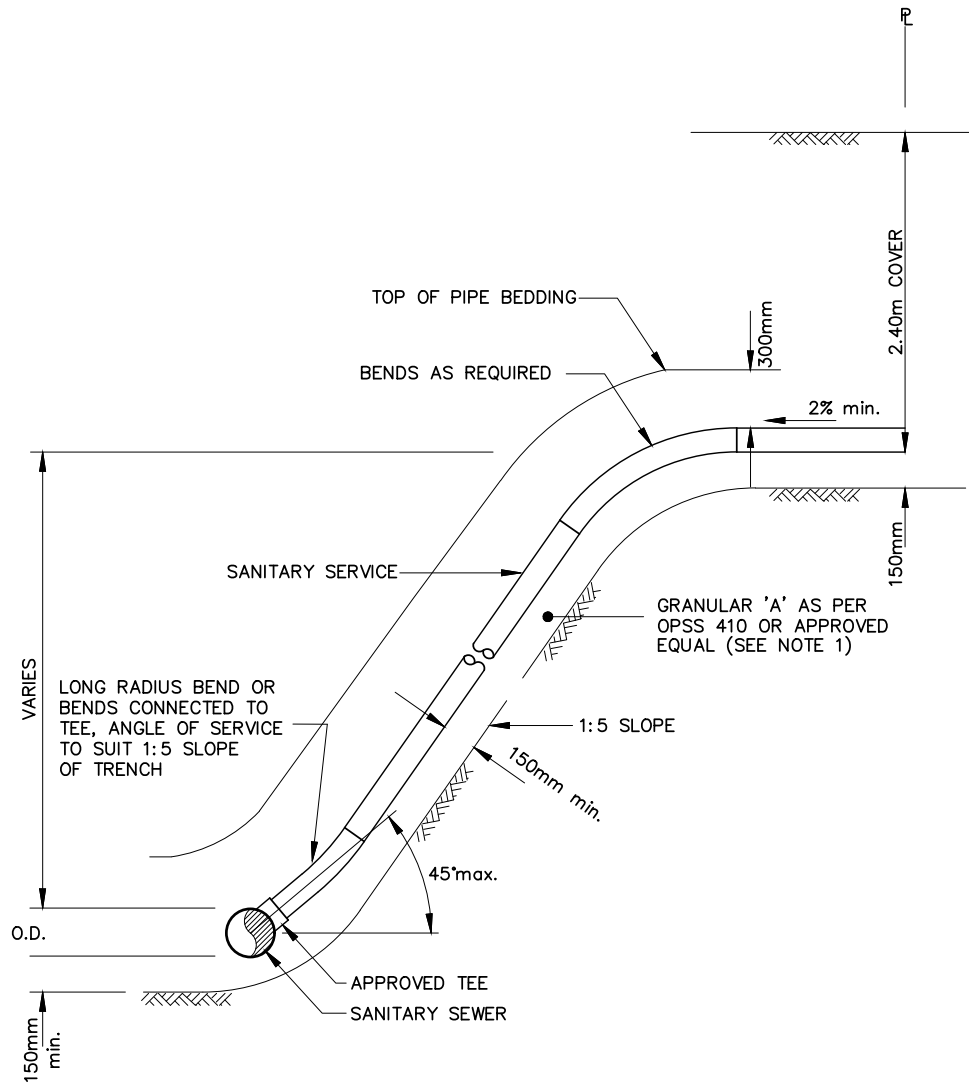 PL
2.40m COVER
TOP OF PIPE BEDDING
300mm
BENDS AS REQUIRED
2% min.
150mm
SANITARY SERVICE
GRANULAR 'A' AS PER
OPSS 410 OR APPROVED
EQUAL (SEE NOTE 1)
VARIES
LONG RADIUS BEND OR
BENDS CONNECTED TO
TEE, ANGLE OF SERVICE
TO SUIT 1:5 SLOPE
OF TRENCH
1:5 SLOPE
150mm min.
45°max.
O.D.
APPROVED TEE
SANITARY SEWER
150mm
min.